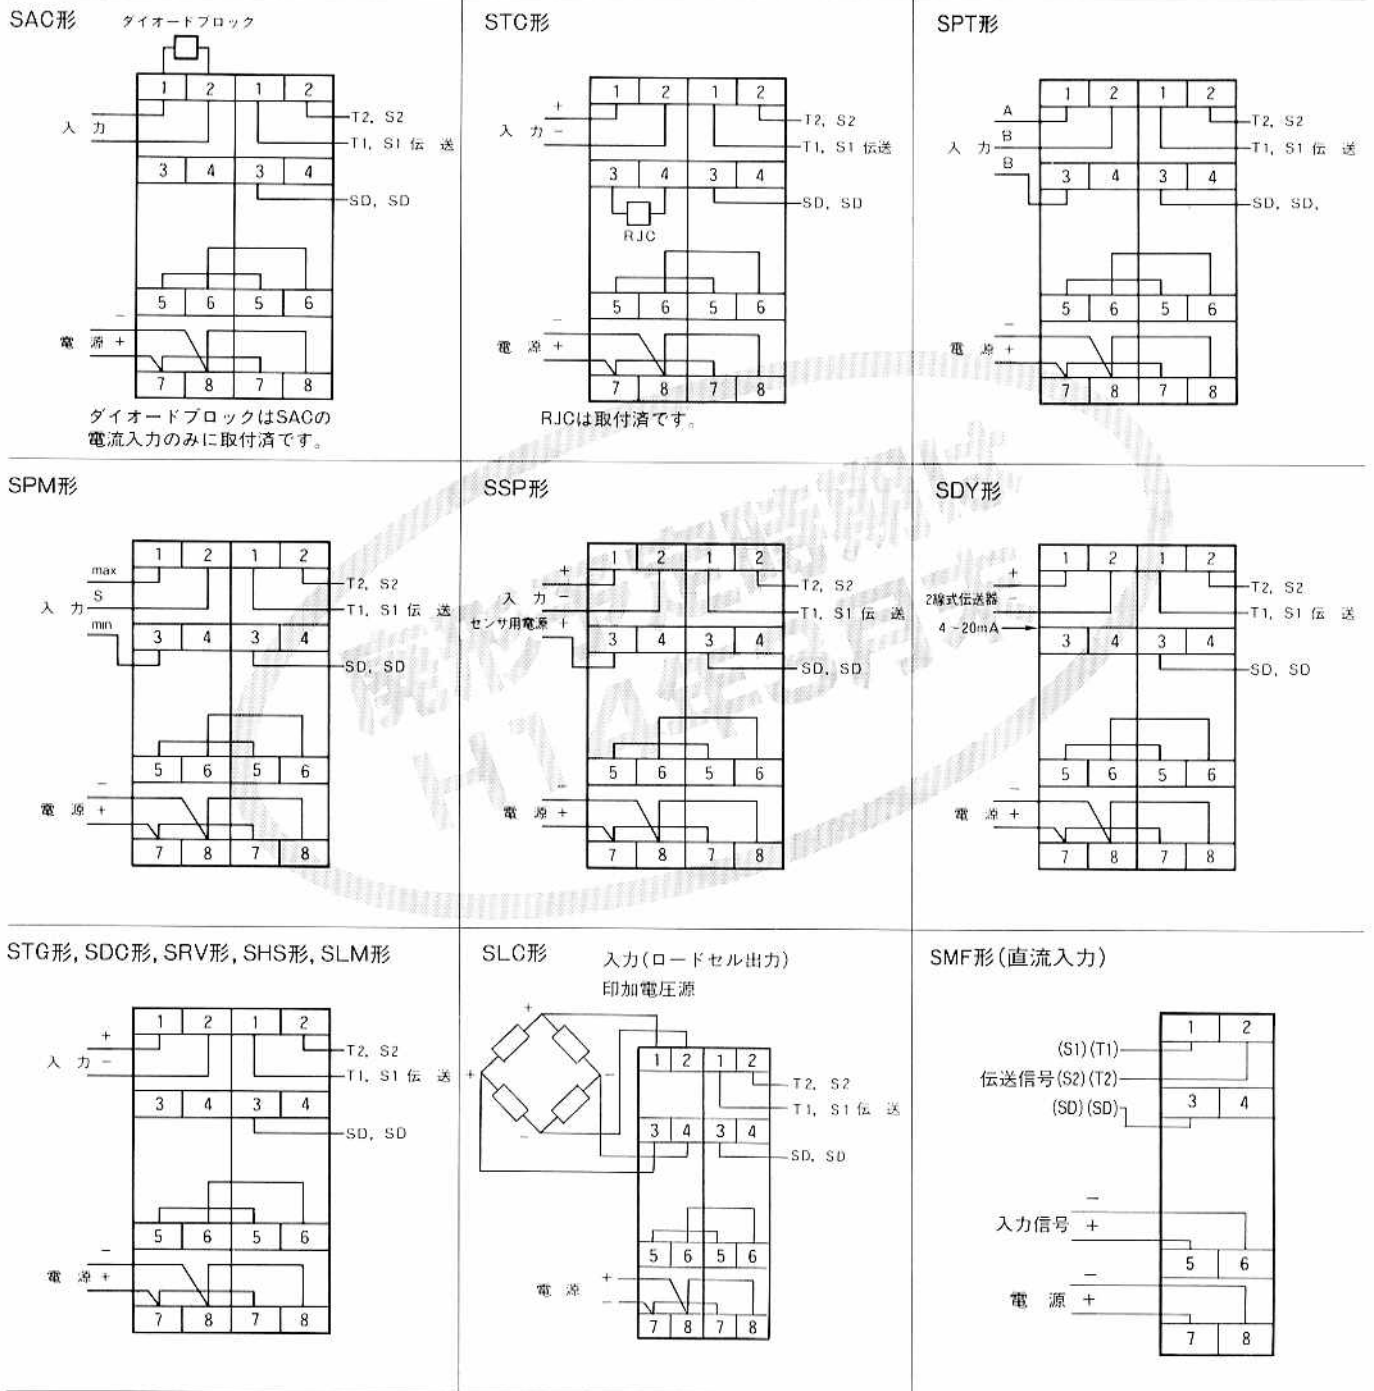 SAC形
ダイオードブロック
1 2 1 2
入力
T2, S2
T1, S1 伝送
3 4 3 4
SD, SD
5 6 5 6
−
電源 +
7 8 7 8
ダイオードブロックはSACの
電流入力のみに取付済です。
STC形
1 2 1 2
+
入力 −
T2, S2
T1, S1 伝送
3 4 3 4
SD, SD
RJC
5 6 5 6
−
電源 +
7 8 7 8
RJCは取付済です。
SPT形
1 2 1 2
A
B
入力
B
T2, S2
T1, S1 伝送
3 4 3 4
SD, SD,
5 6 5 6
−
電源 +
7 8 7 8
SPM形
1 2 1 2
max
S
入力
min
T2, S2
T1, S1 伝送
3 4 3 4
SD, SD
5 6 5 6
−
電源 +
7 8 7 8
SSP形
1 2 1 2
+
入力 −
センサ用電源 +
T2, S2
T1, S1 伝送
3 4 3 4
SD, SD
5 6 5 6
−
電源 +
7 8 7 8
SDY形
1 2 1 2
+
2線式伝送器 −
4~20mA
T2, S2
T1, S1 伝送
3 4 3 4
SD, SD
5 6 5 6
−
電源 +
7 8 7 8
廃形予定機種
H14年3月末
STG形, SDC形, SRV形, SHS形, SLM形
1 2 1 2
+
入力 −
T2, S2
T1, S1 伝送
3 4 3 4
SD, SD
5 6 5 6
−
電源 +
7 8 7 8
SLC形
入力(ロードセル出力)
印加電圧源
+
+
−
−
1 2 1 2
T2, S2
T1, S1 伝送
3 4 3 4
SD, SD
5 6 5 6
+
電源
−
7 8 7 8
SMF形(直流入力)
1 2
(S1)(T1)
伝送信号(S2)(T2)
(SD)(SD)
3 4
−
入力信号 +
5 6
−
電源 +
7 8